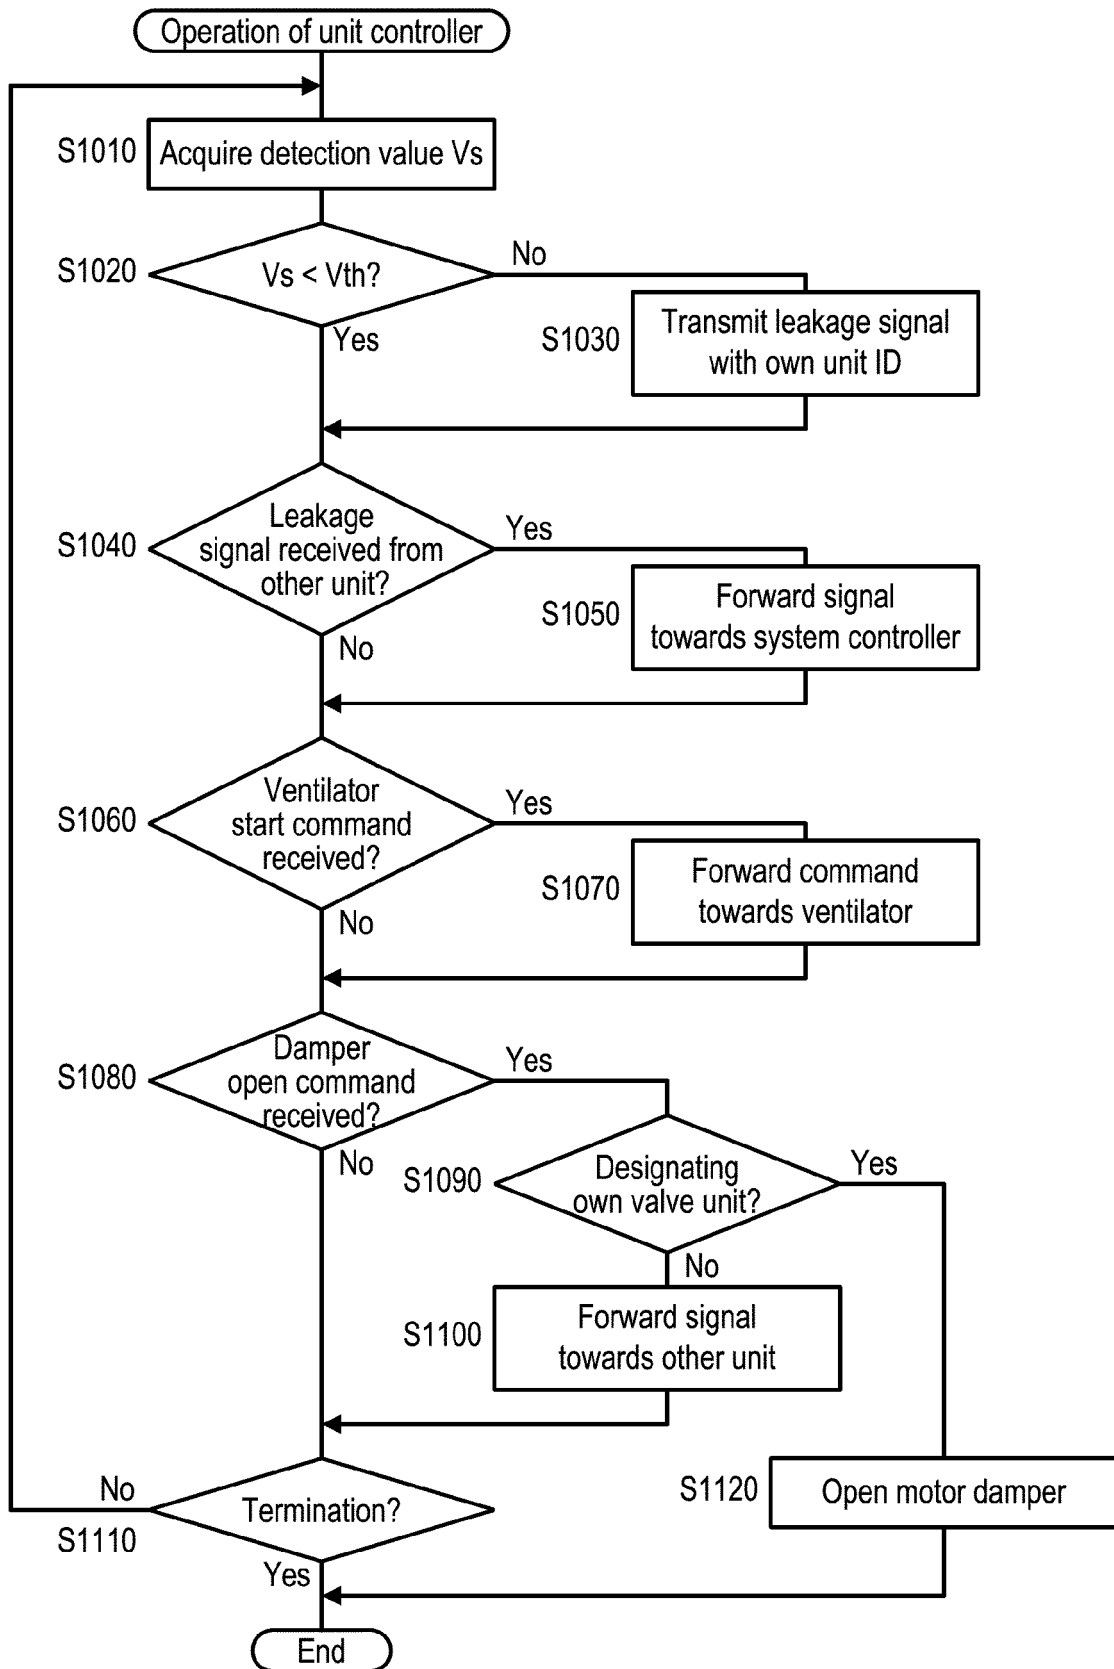 Operation of unit controller
S1010
Acquire detection value Vs
S1020
Vs < Vth?
No
Yes
S1030
Transmit leakage signal
with own unit ID
S1040
Leakage
signal received from
other unit?
Yes
No
S1050
Forward signal
towards system controller
S1060
Ventilator
start command
received?
Yes
No
S1070
Forward command
towards ventilator
S1080
Damper
open command
received?
Yes
No
S1090
Designating
own valve unit?
Yes
No
S1100
Forward signal
towards other unit
No
S1110
Termination?
Yes
S1120
Open motor damper
End